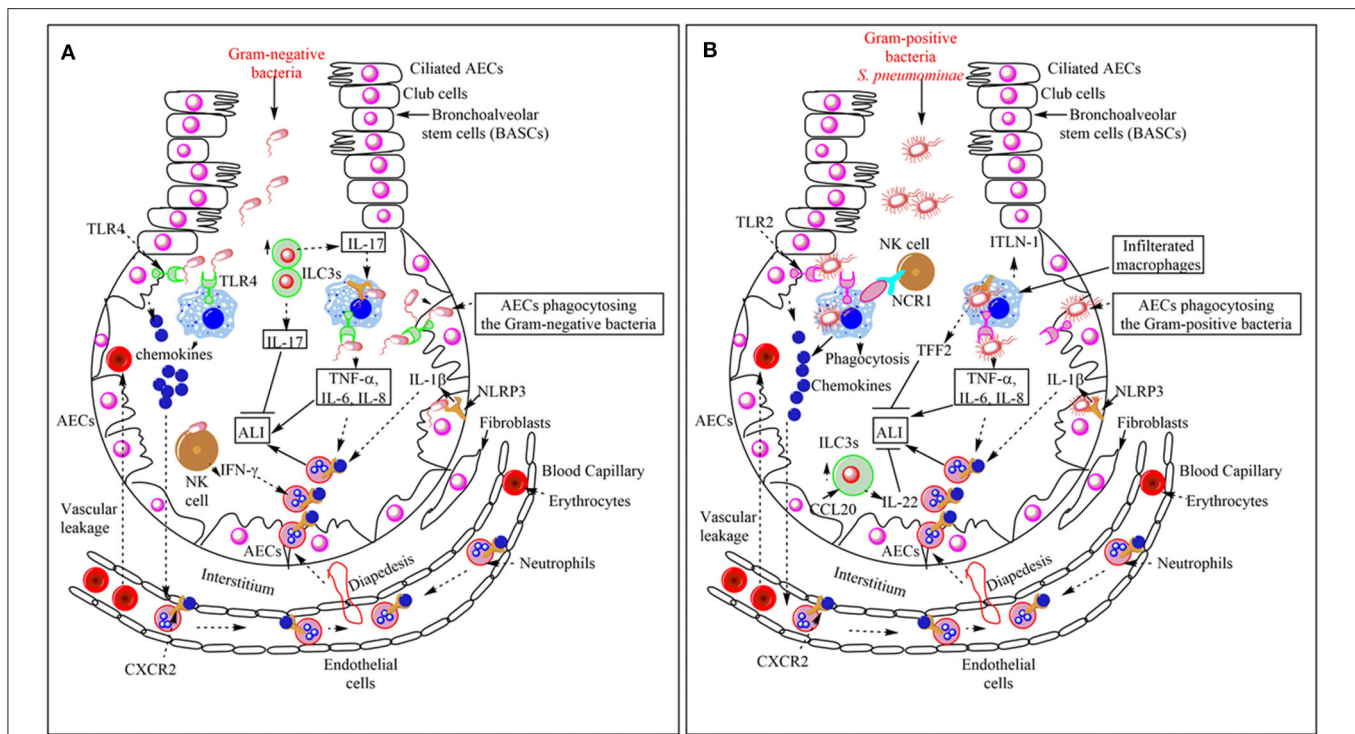 A
Gram-negative
bacteria
Ciliated AECs
Club cells
Bronchoalveolar
stem cells (BASCs)
TLR4
IL-17
ILC3s
TLR4
AECs phagocytosing
the Gram-negative bacteria
chemokines
IL-17
TNF-α,
IL-6, IL-8
IL-1β
NLRP3
AECs
ALI
Fibroblasts
IFN-γ
NK
cell
Blood Capillary
Erythrocytes
Vascular
leakage
AECs
Interstitium
Diapedesis
Neutrophils
CXCR2
Endothelial
cells
B
Gram-positive
bacteria
S. pneumominae
Ciliated AECs
Club cells
Bronchoalveolar
stem cells (BASCs)
TLR2
NK cell
ITLN-1
Infilterated
macrophages
NCR1
AECs phagocytosing
the Gram-positive bacteria
Phagocytosis
TFF2
Chemokines
TNF-α,
IL-6, IL-8
IL-1β
NLRP3
AECs
ALI
Fibroblasts
ILC3s
CCL20
IL-22
Blood Capillary
Erythrocytes
Vascular
leakage
AECs
Interstitium
Diapedesis
Neutrophils
CXCR2
Endothelial
cells